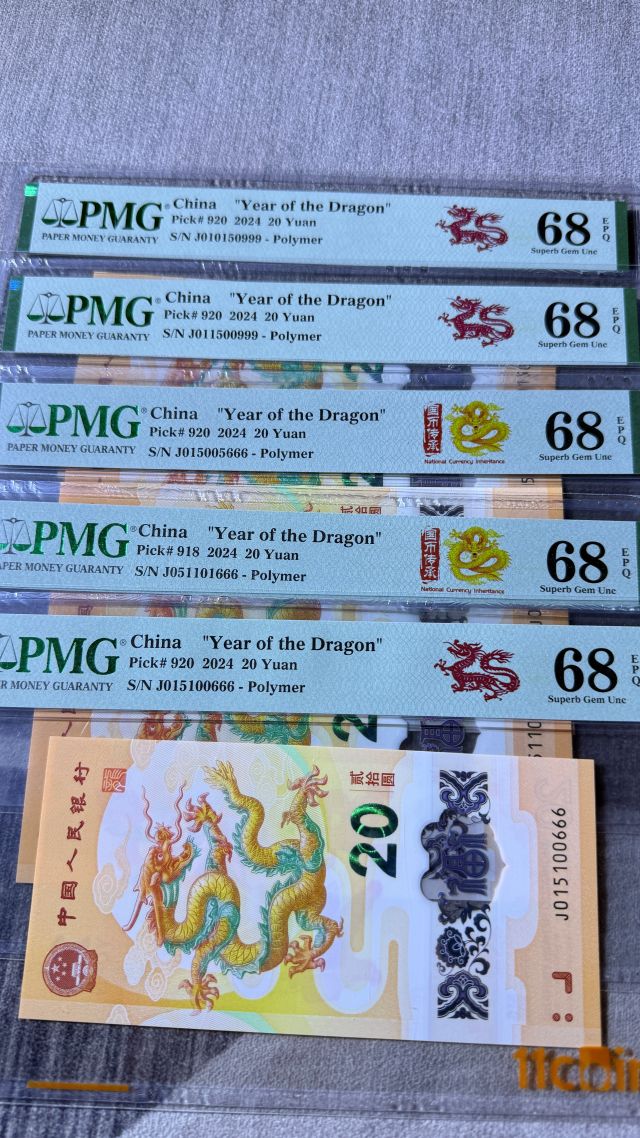 PMG® China "Year of the Dragon"
Pick# 920 2024 20 Yuan
PAPER MONEY GUARANTY S/N J010150999 - Polymer
68 EPQ
Superb Gem Unc
PMG® China "Year of the Dragon"
Pick# 920 2024 20 Yuan
PAPER MONEY GUARANTY S/N J011500999 - Polymer
68 EPQ
Superb Gem Unc
PMG® China "Year of the Dragon"
Pick# 920 2024 20 Yuan
PAPER MONEY GUARANTY S/N J015005666 - Polymer
国币传承
National Currency Inheritance
68 EPQ
Superb Gem Unc
贰拾圆
PMG® China "Year of the Dragon"
Pick# 918 2024 20 Yuan
PER MONEY GUARANTY S/N J051101666 - Polymer
国币传承
National Currency Inheritance
68 EPQ
Superb Gem Unc
PMG® China "Year of the Dragon"
Pick# 920 2024 20 Yuan
R MONEY GUARANTY S/N J015100666 - Polymer
68 EPQ
Superb Gem Unc
中国人民银行
贰拾圆
20
福
J015100666